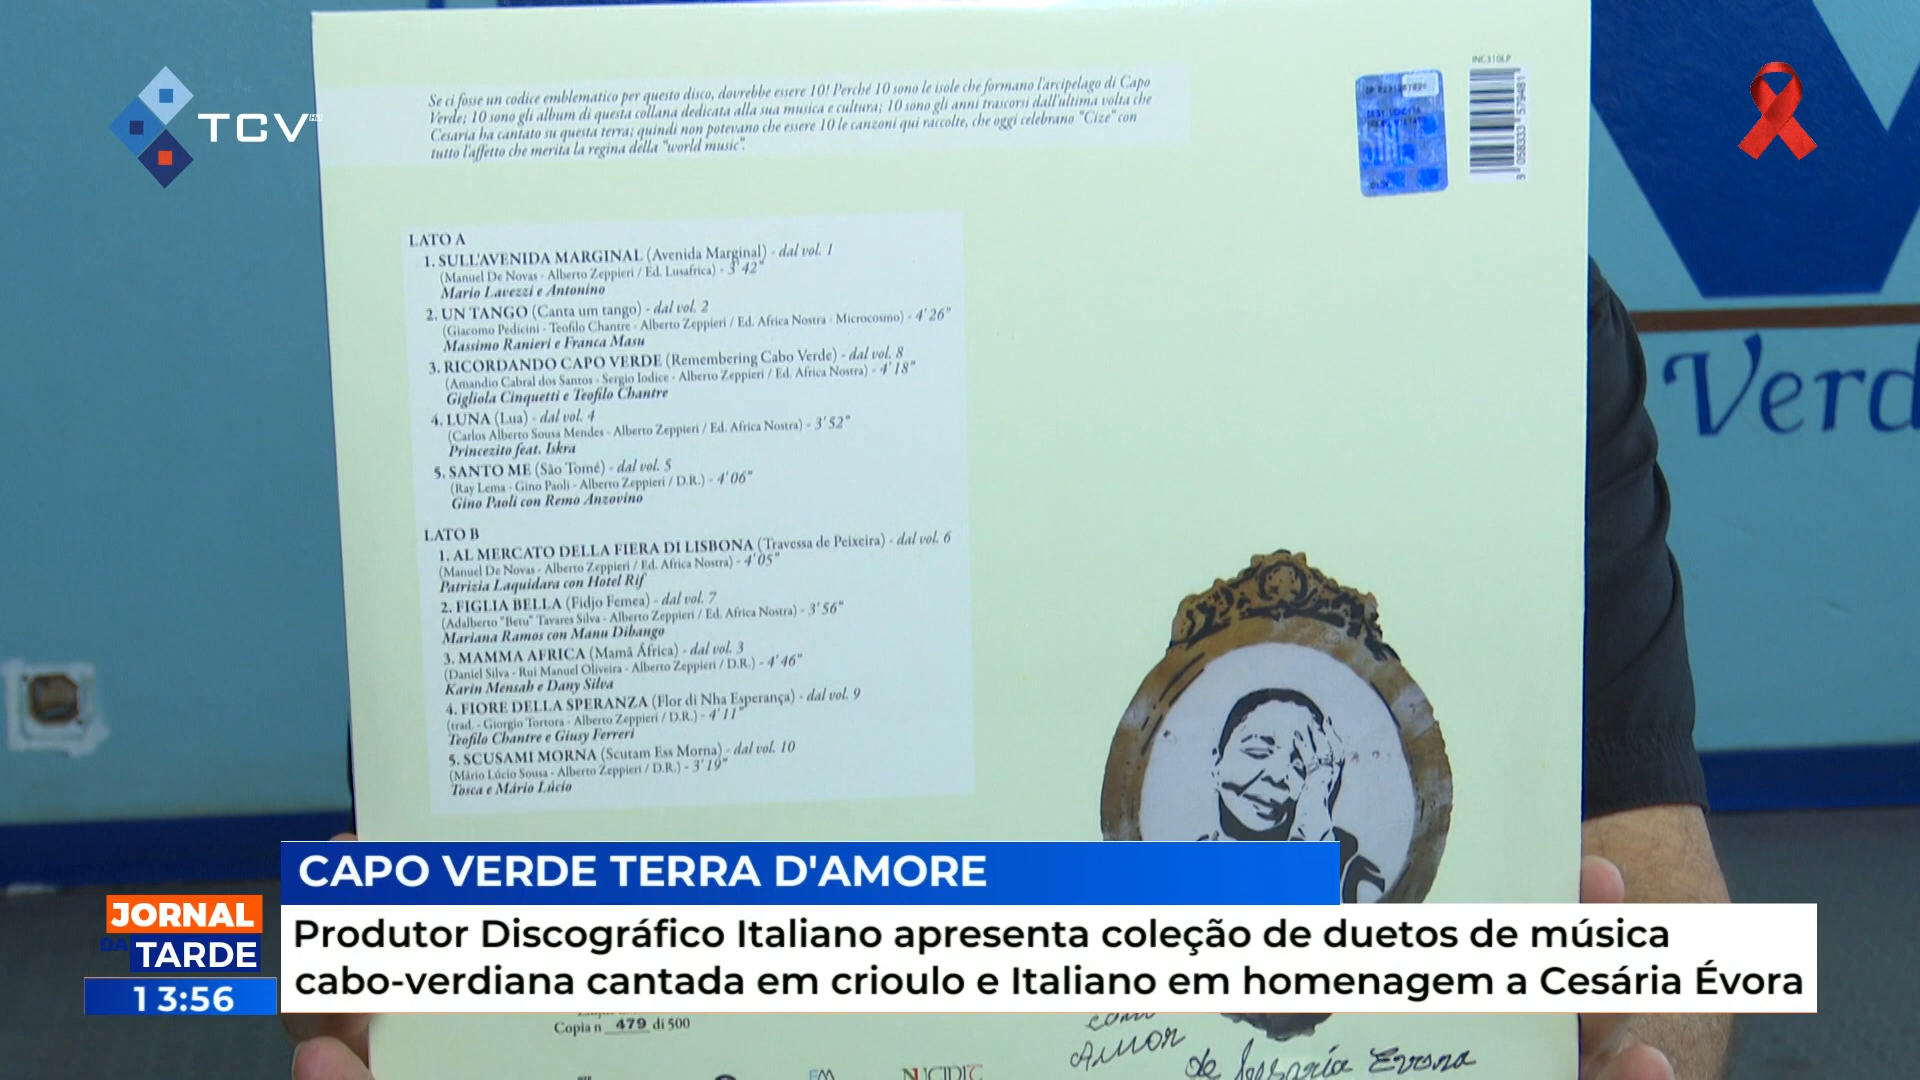 TCV HD
Se ci fosse un codice emblematico per questo disco, dovrebbe essere 10! Perché 10 sono le isole che formano l'arcipelago di Capo
Verde; 10 sono gli album di questa collana dedicata alla sua musica e cultura; 10 sono gli anni trascorsi dall'ultima volta che
Cesaria ha cantato su questa terra; quindi non potevano che essere 10 le canzoni qui raccolte, che oggi celebrano "Cize" con
tutto l'affetto che merita la regina della "world music".
INC310LP
3 058333 579481
LATO A
1. SULL'AVENIDA MARGINAL (Avenida Marginal) - dal vol. 1
(Manuel De Novas - Alberto Zeppieri / Ed. Lusafrica) - 3'42"
Mario Lavezzi e Antonino
2. UN TANGO (Canta um tango) - dal vol. 2
(Giacomo Pedicini - Teofilo Chantre - Alberto Zeppieri / Ed. Africa Nostra - Microcosmo) - 4'26"
Massimo Ranieri e Franca Masu
3. RICORDANDO CAPO VERDE (Remembering Cabo Verde) - dal vol. 8
(Amandio Cabral dos Santos - Sergio Iodice - Alberto Zeppieri / Ed. Africa Nostra) - 4'18"
Gigliola Cinquetti e Teofilo Chantre
4. LUNA (Lua) - dal vol. 4
(Carlos Alberto Sousa Mendes - Alberto Zeppieri / Ed. Africa Nostra) - 3'52"
Princezito feat. Iskra
5. SANTO ME (São Tomé) - dal vol. 5
(Ray Lema - Gino Paoli - Alberto Zeppieri / D.R.) - 4'06"
Gino Paoli con Remo Anzovino
LATO B
1. AL MERCATO DELLA FIERA DI LISBONA (Travessa de Peixeira) - dal vol. 6
(Manuel De Novas - Alberto Zeppieri / Ed. Africa Nostra) - 4'05"
Patrizia Laquidara con Hotel Rif
2. FIGLIA BELLA (Fidjo Femea) - dal vol. 7
(Adalberto "Betu" Tavares Silva - Alberto Zeppieri / Ed. Africa Nostra) - 3'56"
Mariana Ramos con Manu Dibango
3. MAMMA AFRICA (Mamã África) - dal vol. 3
(Daniel Silva - Rui Manuel Oliveira - Alberto Zeppieri / D.R.) - 4'46"
Karin Mensah e Dany Silva
4. FIORE DELLA SPERANZA (Flor di Nha Esperança) - dal vol. 9
(trad. - Giorgio Tortora - Alberto Zeppieri / D.R.) - 4'11"
Teofilo Chantre e Giusy Ferreri
5. SCUSAMI MORNA (Scutam Ess Morna) - dal vol. 10
(Mário Lúcio Sousa - Alberto Zeppieri / D.R.) - 3'19"
Tosca e Mário Lúcio
Verd
CAPO VERDE TERRA D'AMORE
JORNAL
DA TARDE
13:56
Produtor Discográfico Italiano apresenta coleção de duetos de música
cabo-verdiana cantada em crioulo e Italiano em homenagem a Cesária Évora
Copia n 479 di 500
com
AMOR
de Cesaria Evora